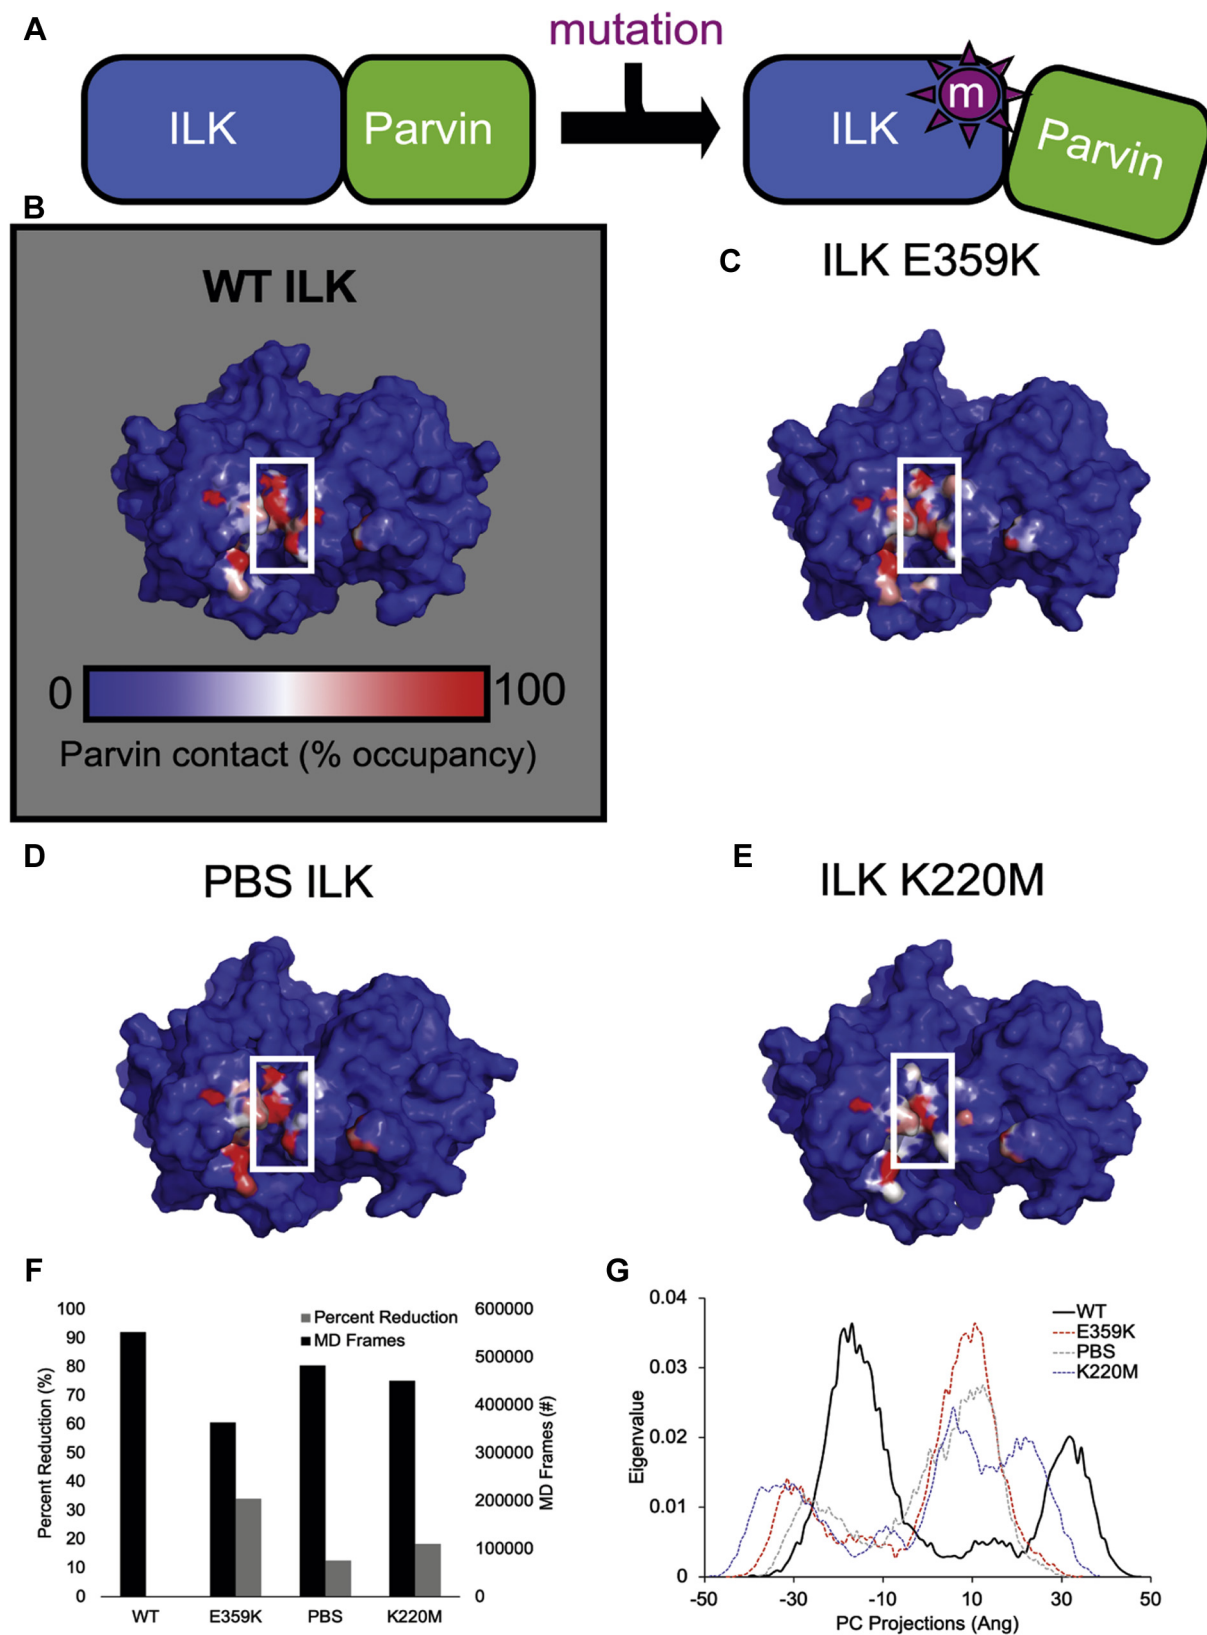 A
mutation
ILK
Parvin
ILK
m
Parvin
B
WT ILK
0
100
Parvin contact (% occupancy)
C
ILK E359K
D
PBS ILK
E
ILK K220M
F
100
90
80
70
60
50
40
30
20
10
0
Percent Reduction (%)
Percent Reduction
MD Frames
600000
500000
400000
300000
200000
100000
0
MD Frames (#)
WT
E359K
PBS
K220M
G
0.04
0.03
0.02
0.01
0
Eigenvalue
WT
E359K
PBS
K220M
-50
-30
-10
10
30
50
PC Projections (Ang)